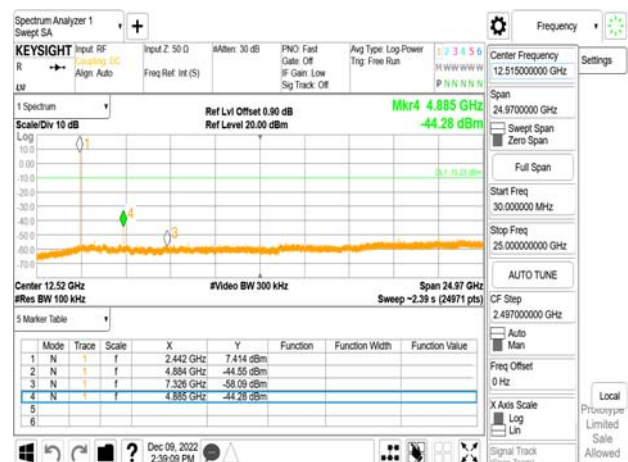 Spectrum Analyzer 1
Swept SA
Frequency
KEYSIGHT Input: RF Input Z: 50 Ω #Atten: 30 dB PNO: Fast Avg Type: Log-Power 1 2 3 4 5 6
R Coupling: DC Gate: Off Trig: Free Run M W W W W W
Align: Auto Freq Ref: Int (S) IF Gain: Low
Sig Track: Off P N N N N N
LU
Center Frequency
12.515000000 GHz
Settings
Span
24.9700000 GHz
Swept Span
Zero Span
Full Span
Start Freq
30.000000 MHz
Stop Freq
25.000000000 GHz
AUTO TUNE
CF Step
2.497000000 GHz
Auto
Man
Freq Offset
0 Hz
X Axis Scale
Log
Lin
Signal Track
Local
Prototype
Limited
Sale
Allowed
1 Spectrum
Ref Lvl Offset 0.90 dB
Mkr4 4.885 GHz
Scale/Div 10 dB
Ref Level 20.00 dBm
-44.28 dBm
Log
10.0
0.00
-10.0
-20.0
-30.0
-40.0
-50.0
-60.0
-70.0
1
4
3
DL1 -10.23 dBm
Center 12.52 GHz #Video BW 300 kHz Span 24.97 GHz
#Res BW 100 kHz Sweep ~2.39 s (24971 pts)
5 Marker Table
Mode Trace Scale X Y Function Function Width Function Value
1 N 1 f 2.442 GHz 7.414 dBm
2 N 1 f 4.884 GHz -44.55 dBm
3 N 1 f 7.326 GHz -58.09 dBm
4 N 1 f 4.885 GHz -44.28 dBm
5
6
Dec 09, 2022
2:39:09 PM